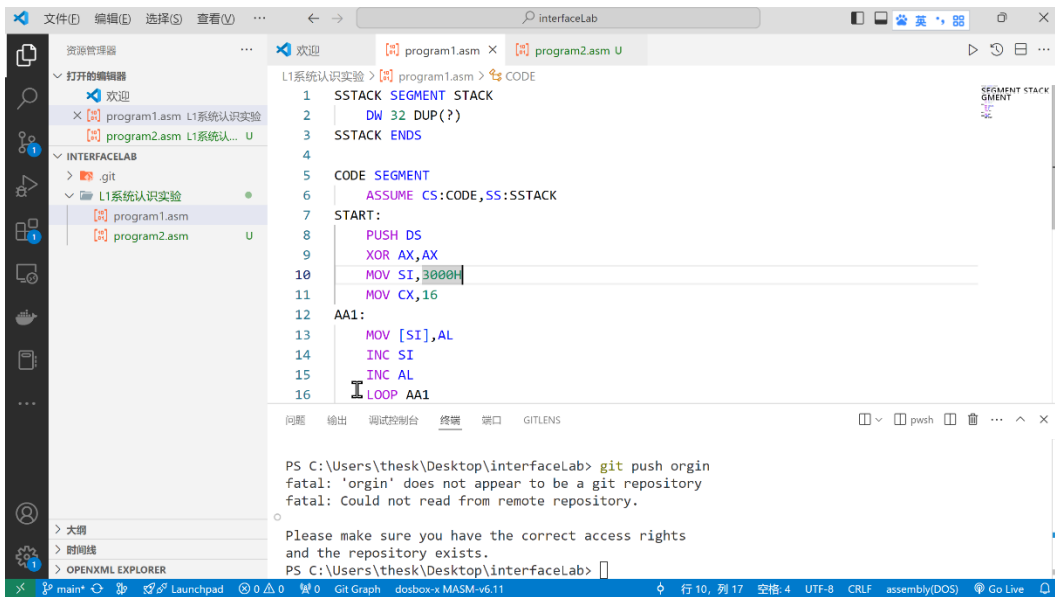 文件(F) 编辑(E) 选择(S) 查看(V) ··· interfaceLab 英
资源管理器 ··· 欢迎 program1.asm × program2.asm U
打开的编辑器
欢迎
× program1.asm L1系统认识实验
program2.asm L1系统认... U
INTERFACELAB
.git
L1系统认识实验
program1.asm
program2.asm U
L1系统认识实验 > program1.asm > CODE
1 SSTACK SEGMENT STACK
2 DW 32 DUP(?)
3 SSTACK ENDS
4
5 CODE SEGMENT
6 ASSUME CS:CODE,SS:SSTACK
7 START:
8 PUSH DS
9 XOR AX,AX
10 MOV SI,3000H
11 MOV CX,16
12 AA1:
13 MOV [SI],AL
14 INC SI
15 INC AL
16 LOOP AA1
SEGMENT STACK
GMENT
问题 输出 调试控制台 终端 端口 GITLENS pwsh
PS C:\Users\thesk\Desktop\interfaceLab> git push orgin
fatal: 'orgin' does not appear to be a git repository
fatal: Could not read from remote repository.
Please make sure you have the correct access rights
and the repository exists.
PS C:\Users\thesk\Desktop\interfaceLab>
1
1
1
大纲
时间线
OPENXML EXPLORER
main* Launchpad 0 0 0 Git Graph dosbox-x MASM-v6.11 行 10, 列 17 空格: 4 UTF-8 CRLF assembly(DOS) Go Live